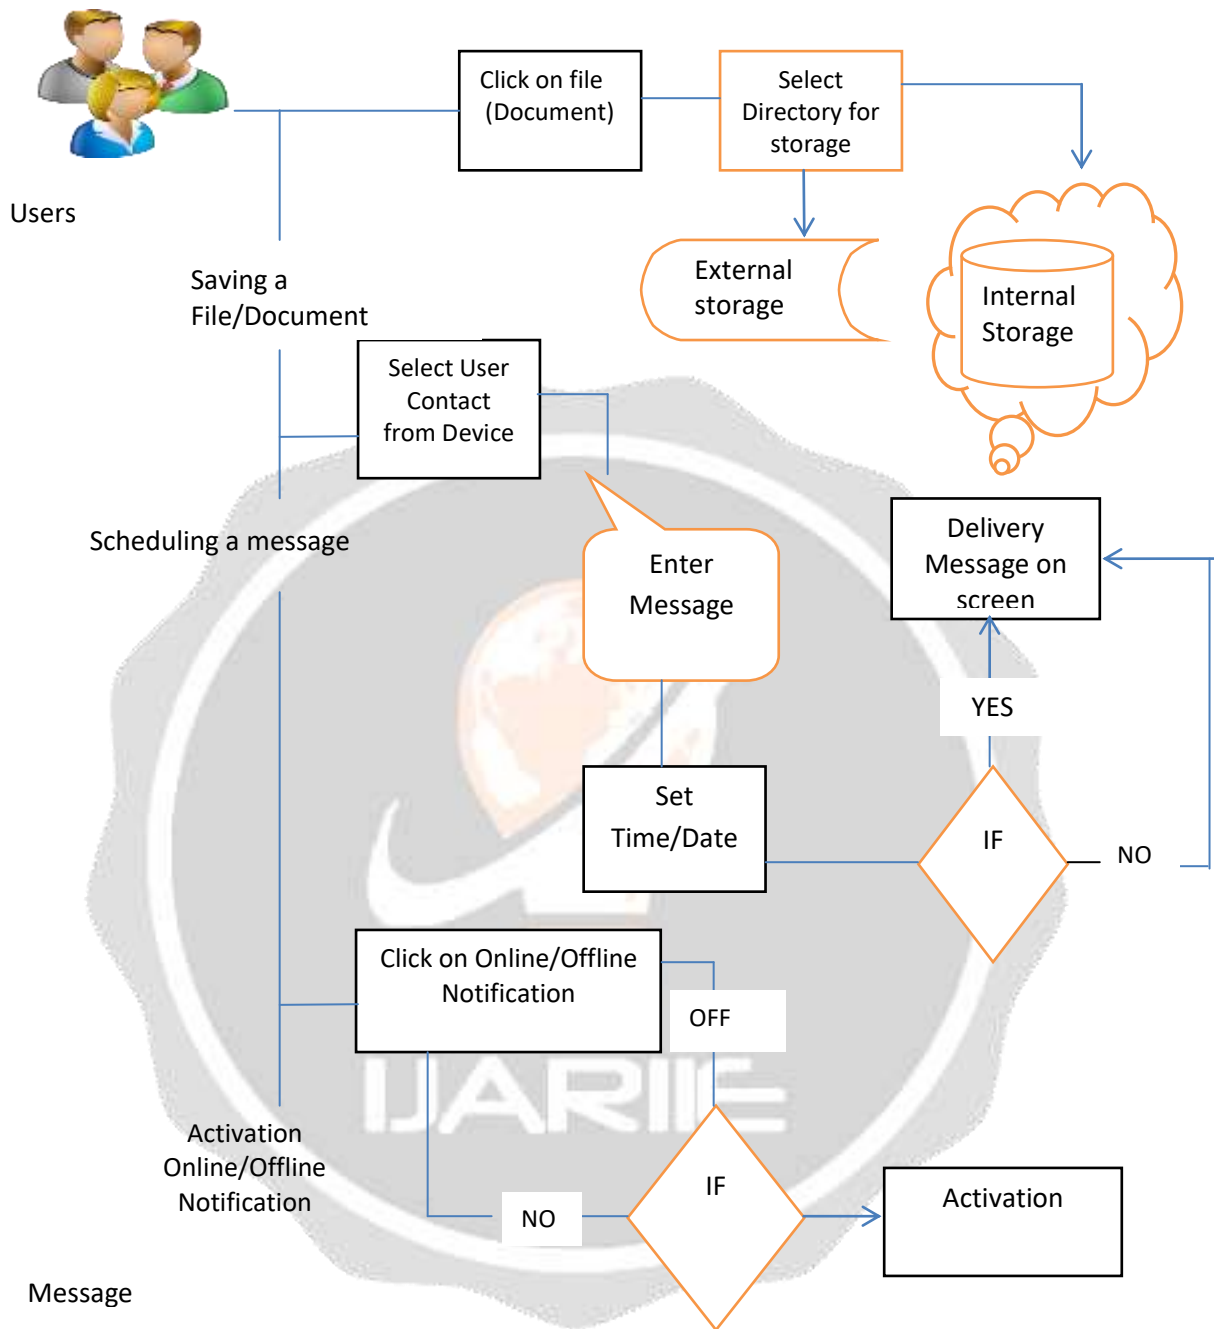 Click on file
(Document)
Select
Directory for
storage
Users
External
storage
Internal
Storage
Saving a
File/Document
Select User
Contact
from Device
Scheduling a message
Enter
Message
Delivery
Message on
screen
YES
Set
Time/Date
IF
NO
Click on Online/Offline
Notification
OFF
IJARIIE
Activation
Online/Offline
Notification
IF
NO
Activation
Message